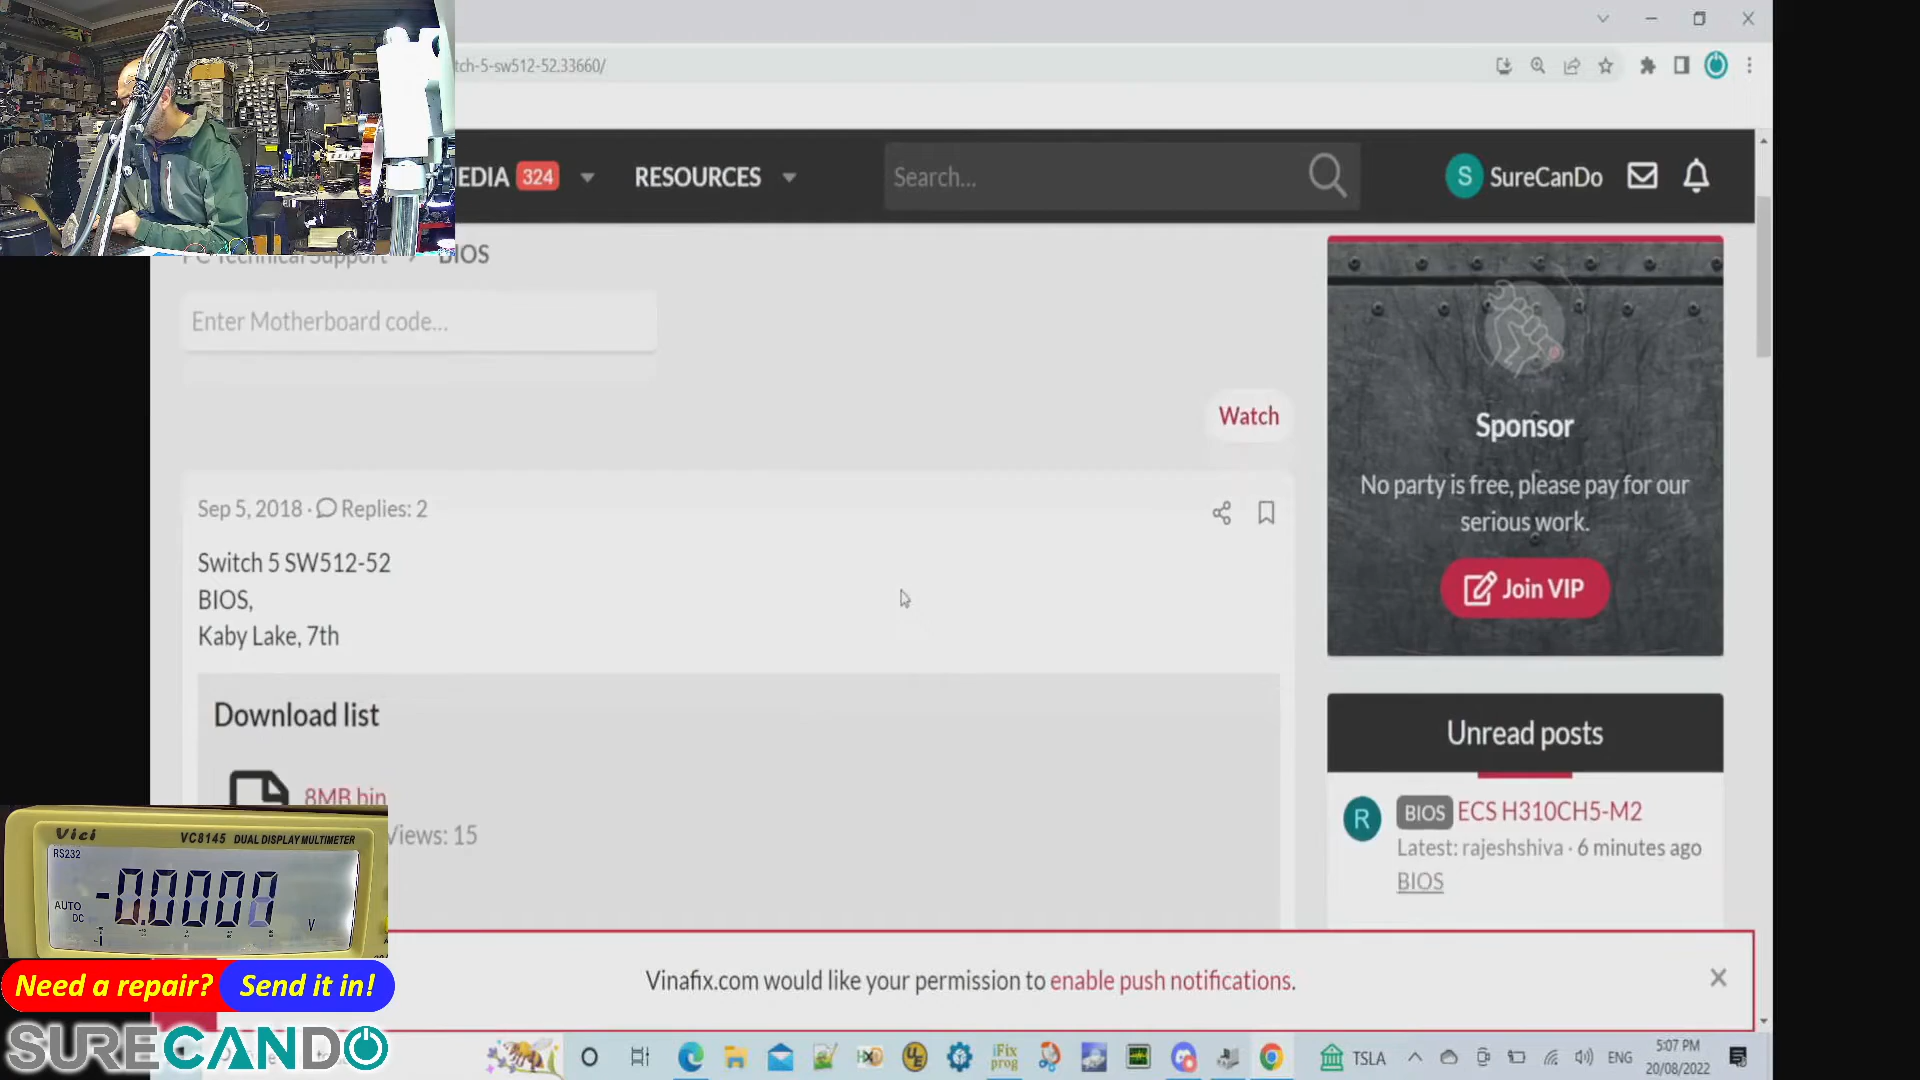 tch-5-sw512-52.33660/
EDIA 324
RESOURCES
Search...
S SureCanDo
BIOS
Enter Motherboard code...
Watch
Sep 5, 2018 · Replies: 2
Switch 5 SW512-52
BIOS,
Kaby Lake, 7th
Download list
8MB bin
Views: 15
Sponsor
No party is free, please pay for our
serious work.
Join VIP
Unread posts
R BIOS ECS H310CH5-M2
Latest: rajeshshiva · 6 minutes ago
BIOS
Vici VC8145 DUAL DISPLAY MULTIMETER
RS232
AUTO
DC
V
Need a repair? Send it in!
SURECANDO
Vinafix.com would like your permission to enable push notifications.
iFix
prog
TSLA
ENG
5:07 PM
20/08/2022